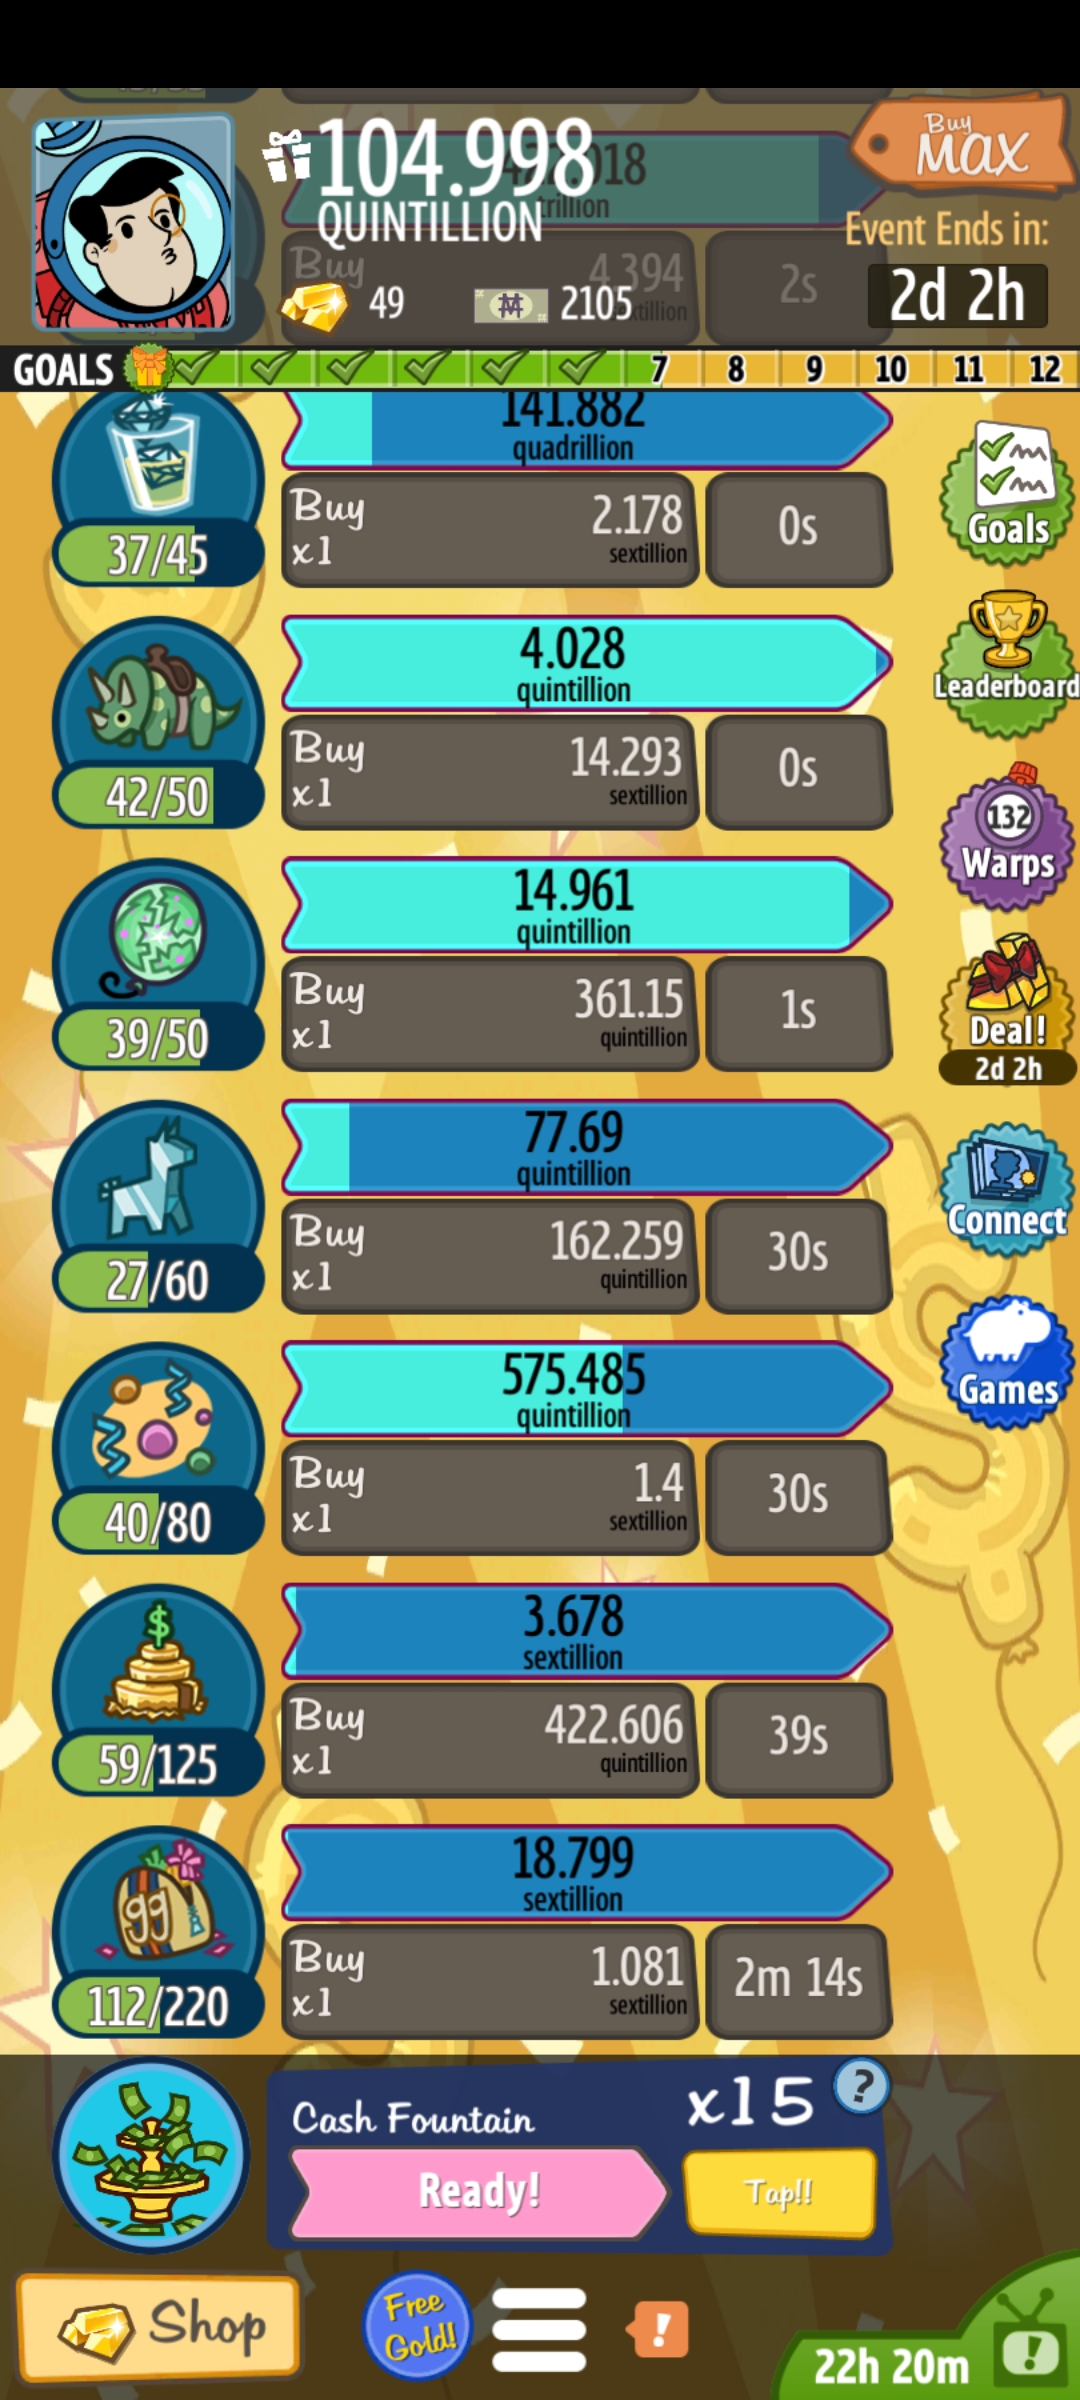 104.998
QUINTILLION
Buy
MAX
trillion
Event Ends in:
Buy
4.394
2s
49
2105
2d 2h
GOALS
7
8
9
10
11
12
141.882
quadrillion
Buy
x1
2.178
sextillion
0s
37/45
Goals
4.028
quintillion
Buy
x1
14.293
sextillion
0s
42/50
Leaderboard
14.961
quintillion
Buy
x1
361.15
quintillion
1s
39/50
132
Warps
Deal!
2d 2h
77.69
quintillion
Buy
x1
162.259
quintillion
30s
27/60
Connect
575.485
quintillion
Buy
x1
1.4
sextillion
30s
40/80
Games
3.678
sextillion
Buy
x1
422.606
quintillion
39s
$
59/125
18.799
sextillion
Buy
x1
1.081
sextillion
2m 14s
gg
112/220
Cash Fountain
x15
?
Ready!
Tap!!
Shop
Free
Gold!
!
22h 20m
!